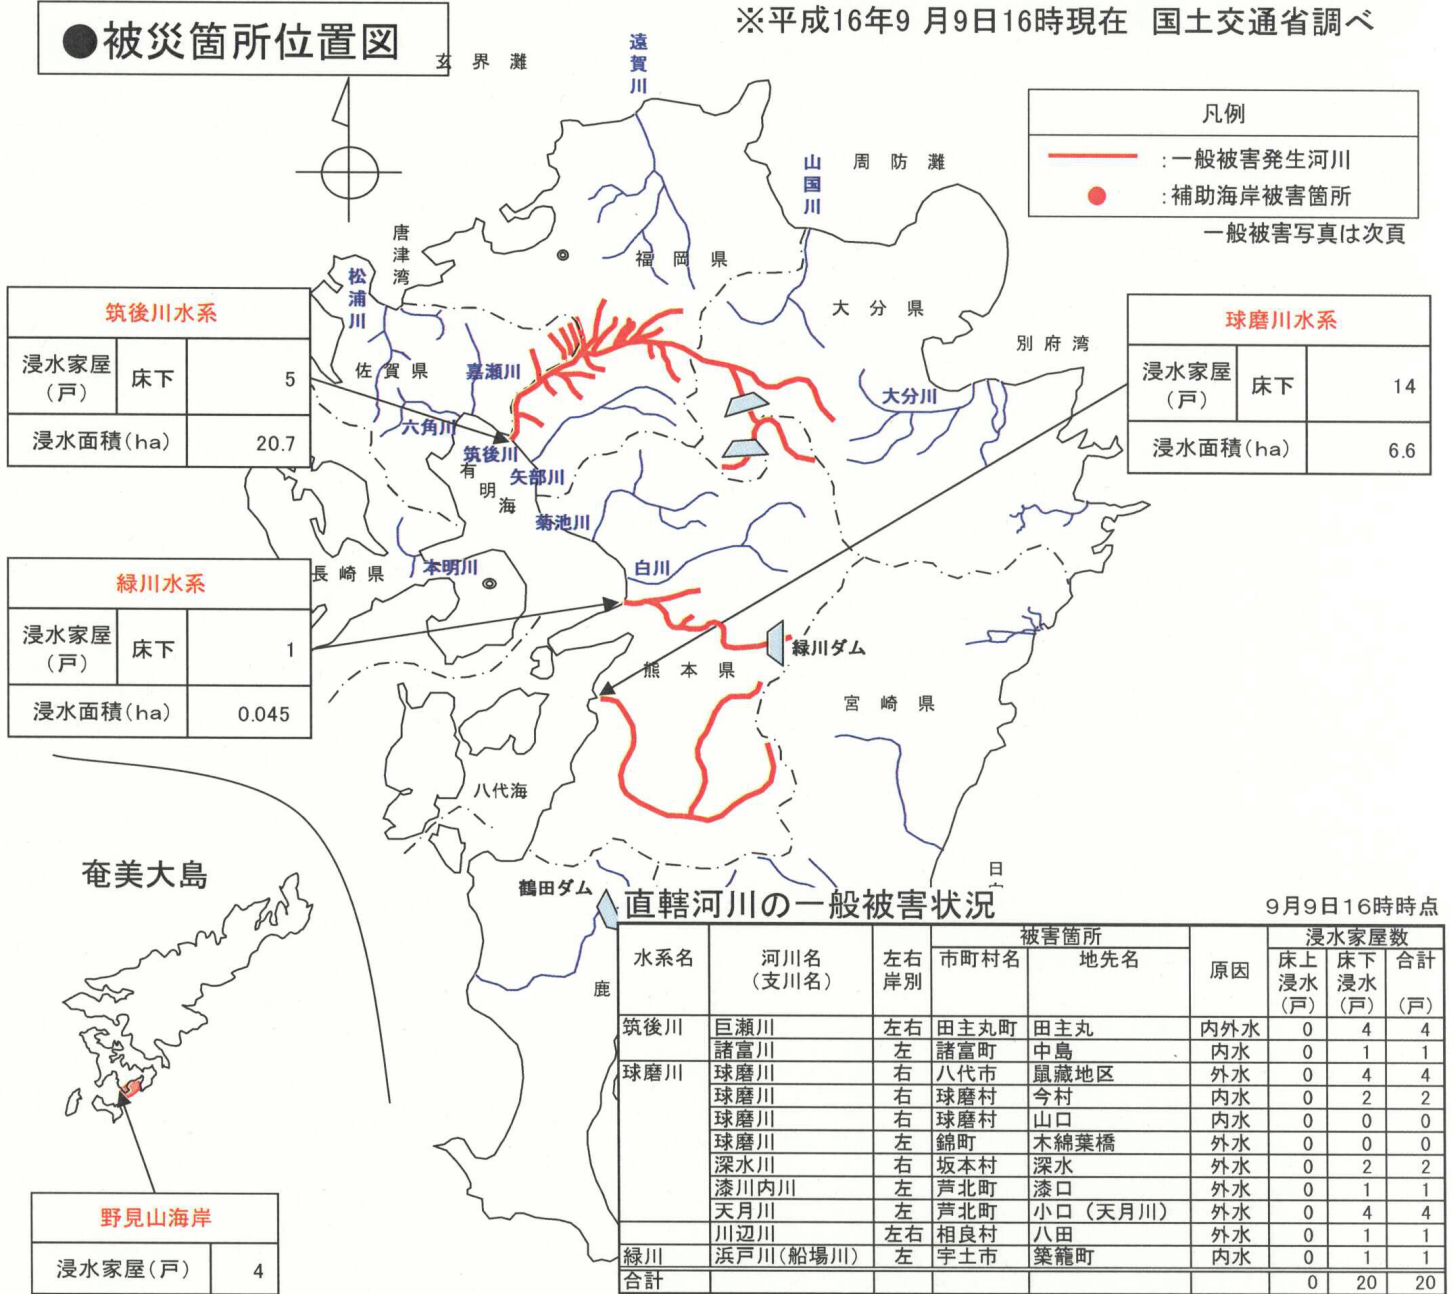 ●被災箇所位置図
※平成16年9月9日16時現在 国土交通省調べ
玄界灘
遠賀川
凡例
:一般被害発生河川
:補助海岸被害箇所
一般被害写真は次頁
山国川
周防灘
唐津湾
松浦川
福岡県
大分県
別府湾
筑後川水系
浸水家屋(戸) 床下 5
浸水面積(ha) 20.7
球磨川水系
浸水家屋(戸) 床下 14
浸水面積(ha) 6.6
佐賀県
嘉瀬川
大分川
六角川
筑後川
矢部川
有明海
菊池川
長崎県
本明川
白川
緑川水系
浸水家屋(戸) 床下 1
浸水面積(ha) 0.045
緑川ダム
熊本県
宮崎県
八代海
奄美大島
鶴田ダム
日
鹿
野見山海岸
浸水家屋(戸) 4
直轄河川の一般被害状況
9月9日16時時点
水系名 河川名(支川名) 左右岸別 被害箇所 市町村名 地先名 原因 浸水家屋数 床上浸水(戸) 床下浸水(戸) 合計(戸)
筑後川 巨瀬川 左右 田主丸町 田主丸 内外水 0 4 4
諸富川 左 諸富町 中島 内水 0 1 1
球磨川 球磨川 右 八代市 鼠蔵地区 外水 0 4 4
球磨川 右 球磨村 今村 内水 0 2 2
球磨川 右 球磨村 山口 内水 0 0 0
球磨川 左 錦町 木綿葉橋 外水 0 0 0
深水川 右 坂本村 深水 外水 0 2 2
漆川内川 左 芦北町 漆口 外水 0 1 1
天月川 左 芦北町 小口（天月川） 外水 0 4 4
川辺川 左右 相良村 八田 外水 0 1 1
緑川 浜戸川(船場川) 左 宇土市 築籠町 内水 0 1 1
合計 0 20 20